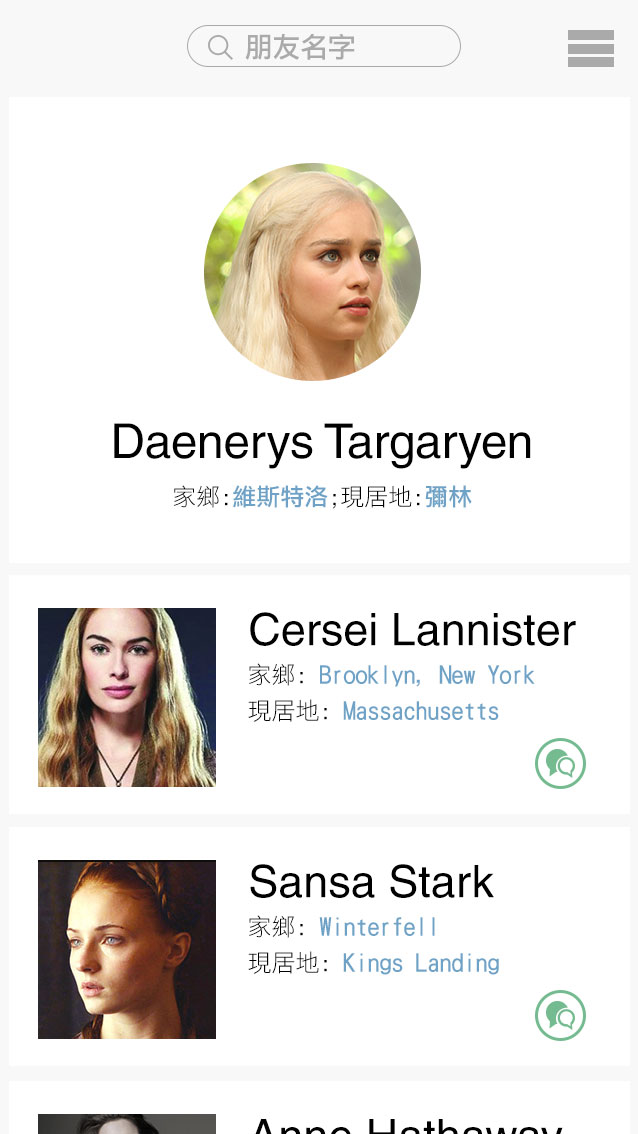 朋友名字
Daenerys Targaryen
家鄉:維斯特洛;現居地:彌林
Cersei Lannister
家鄉: Brooklyn, New York
現居地: Massachusetts
Sansa Stark
家鄉: Winterfell
現居地: Kings Landing
Anne Hathaway